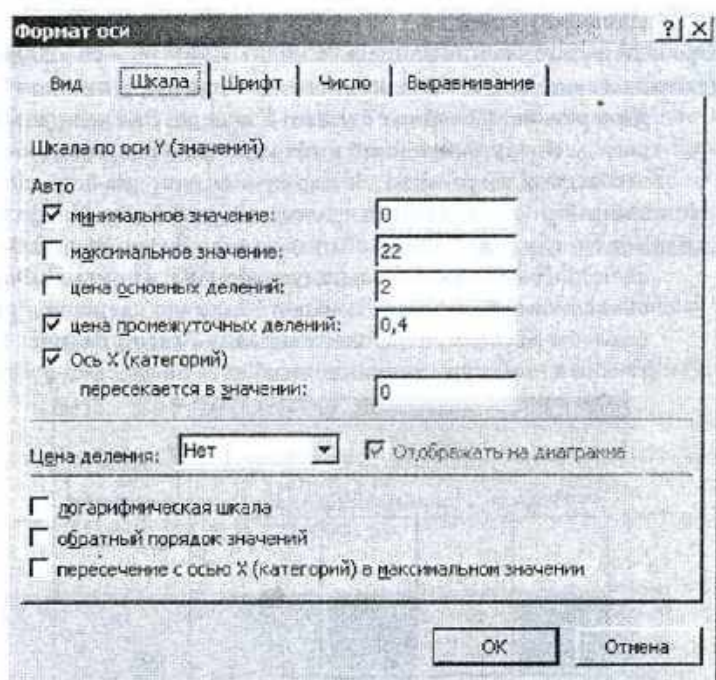 Формат оси
Вид Шкала Шрифт Число Выравнивание
Шкала по оси Y (значений)
Авто
минимальное значение: 0
максимальное значение: 22
цена основных делений: 2
цена промежуточных делений: 0,4
Ось X (категорий)
пересекается в значении: 0
Цена деления: Нет Отображать на диаграмме
логарифмическая шкала
обратный порядок значений
пересечение с осью X (категорий) в максимальном значении
ОК Отмена